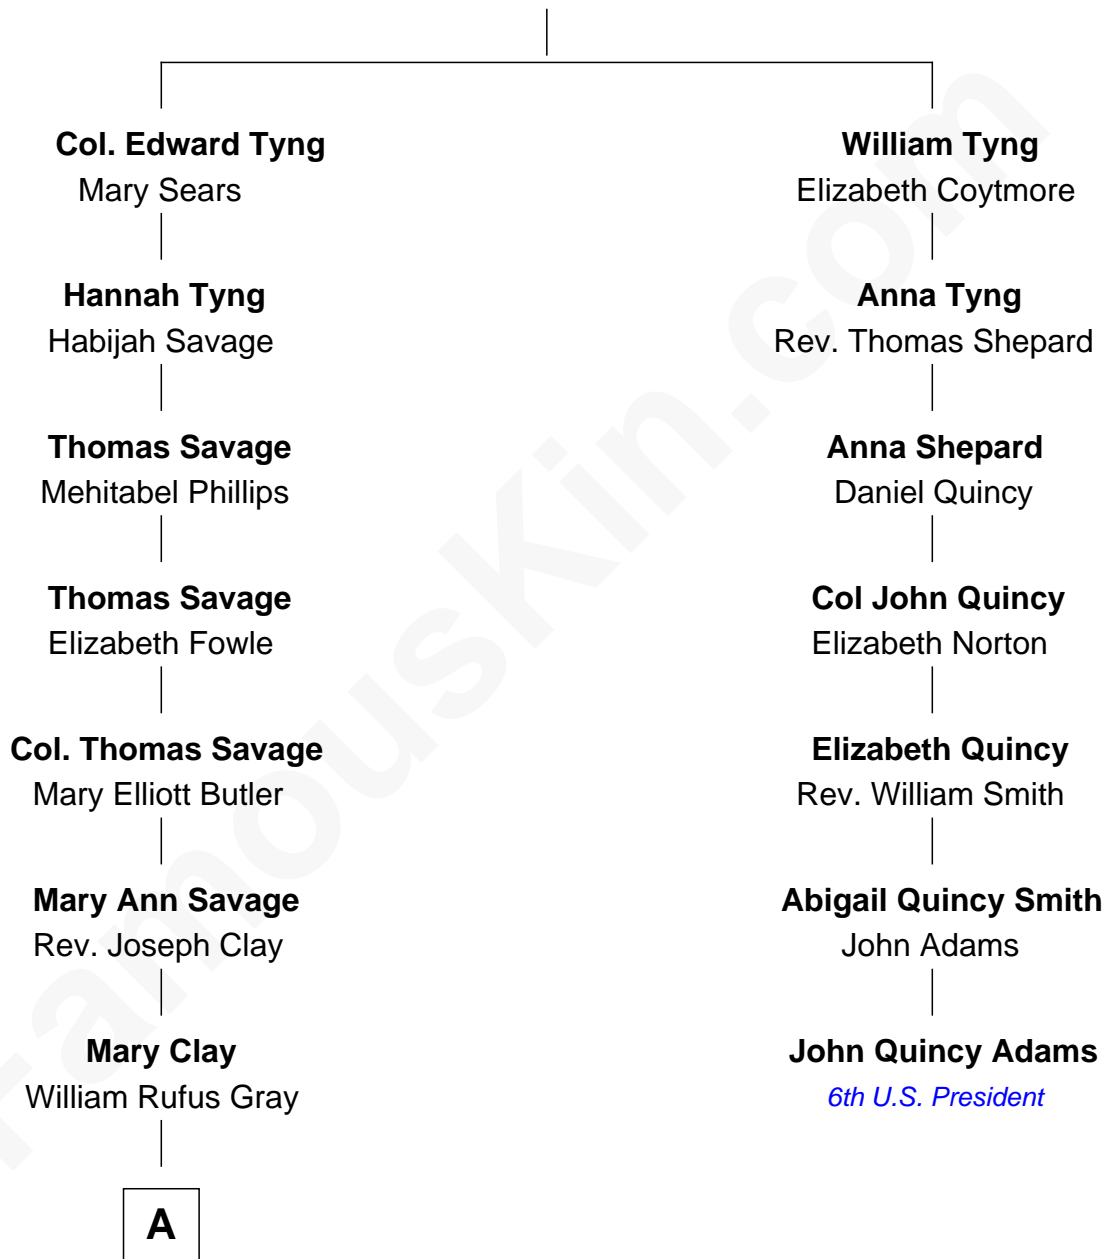 Col. Edward Tyng
Mary Sears
Hannah Tyng
Habijah Savage
Thomas Savage
Mehitabel Phillips
Thomas Savage
Elizabeth Fowle
Col. Thomas Savage
Mary Elliott Butler
Mary Ann Savage
Rev. Joseph Clay
Mary Clay
William Rufus Gray
A
William Tyng
Elizabeth Coytmore
Anna Tyng
Rev. Thomas Shepard
Anna Shepard
Daniel Quincy
Col John Quincy
Elizabeth Norton
Elizabeth Quincy
Rev. William Smith
Abigail Quincy Smith
John Adams
John Quincy Adams
6th U.S. President
FamousKin.com